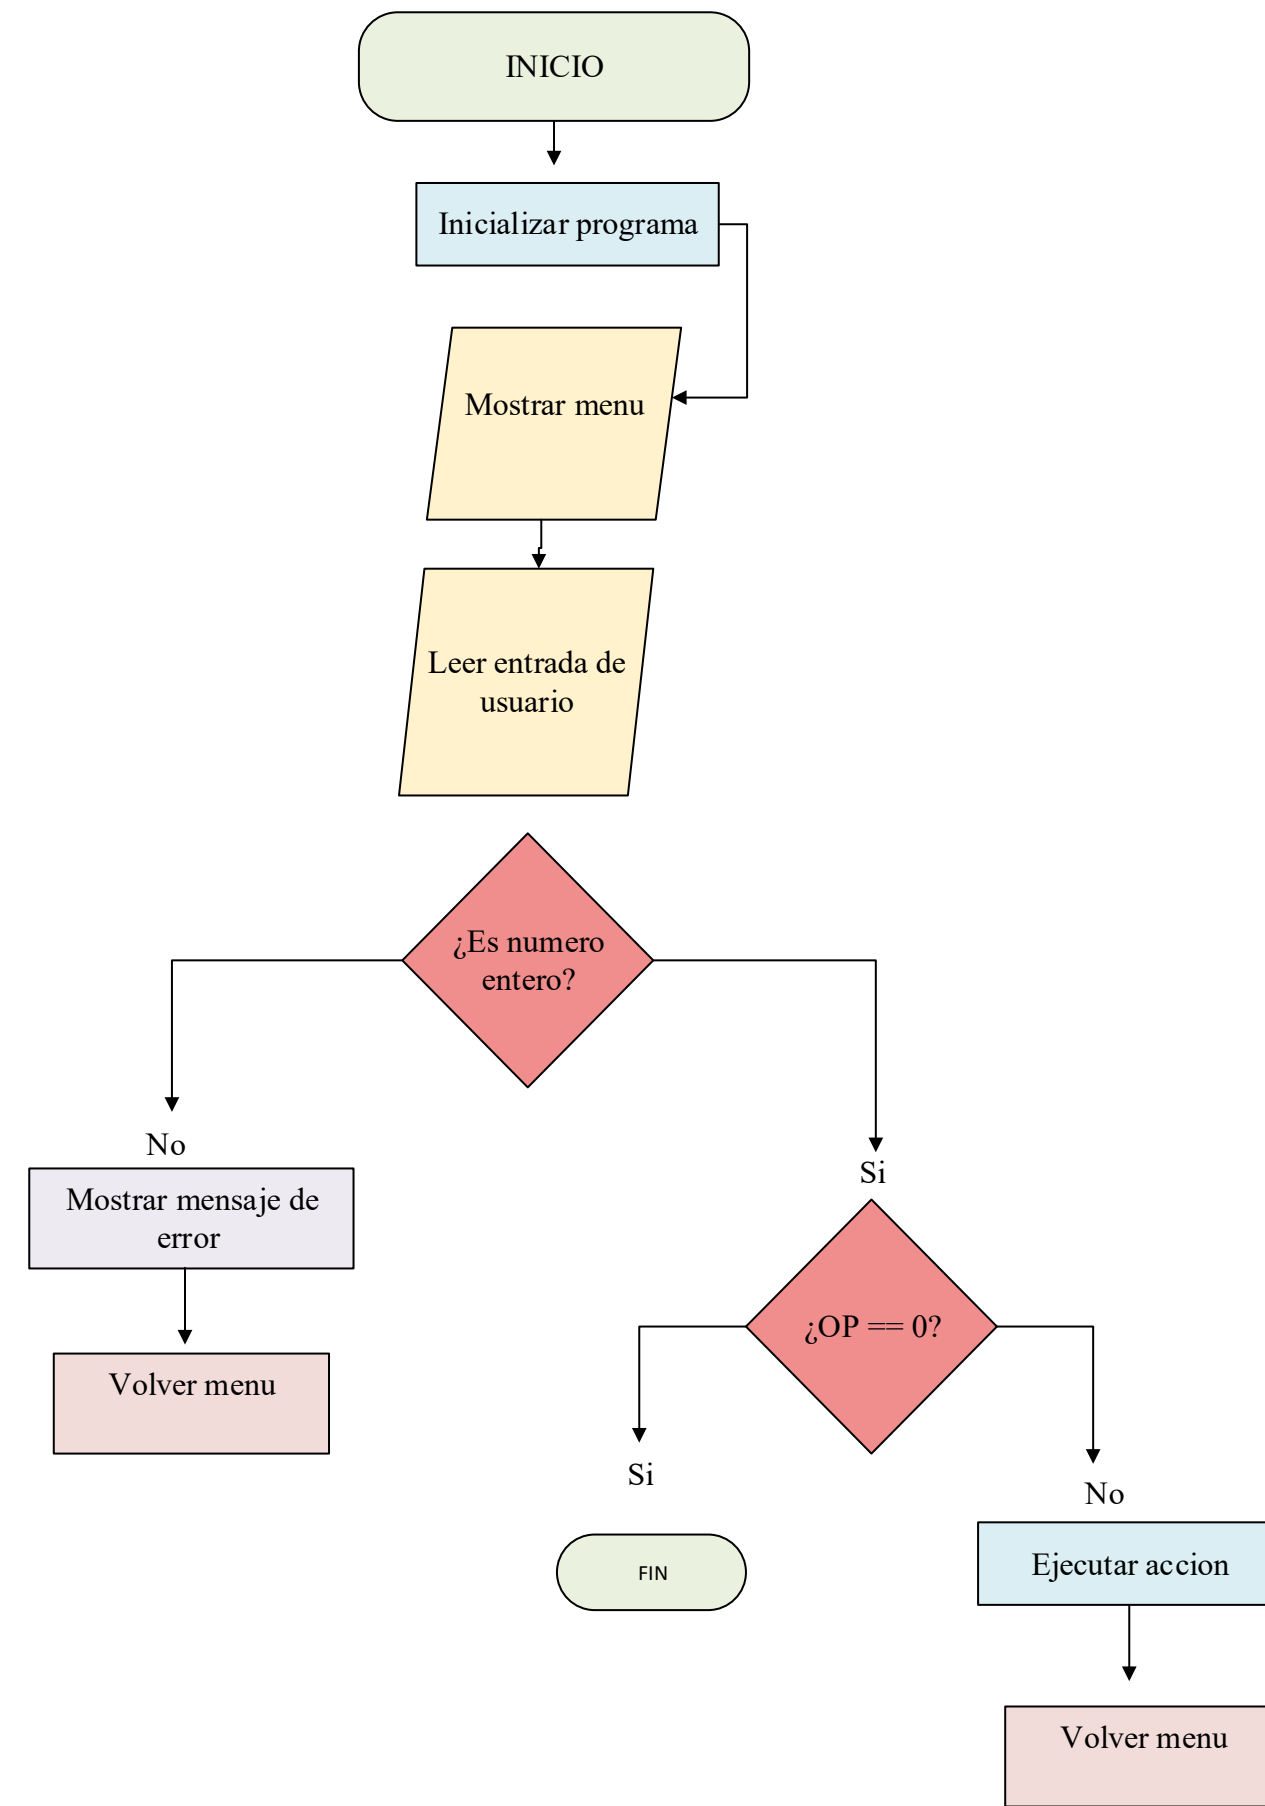 INICIO
Inicializar programa
Mostrar menu
Leer entrada de
usuario
¿Es numero
entero?
No
Mostrar mensaje de
error
Volver menu
Si
¿OP == 0?
Si
FIN
No
Ejecutar accion
Volver menu